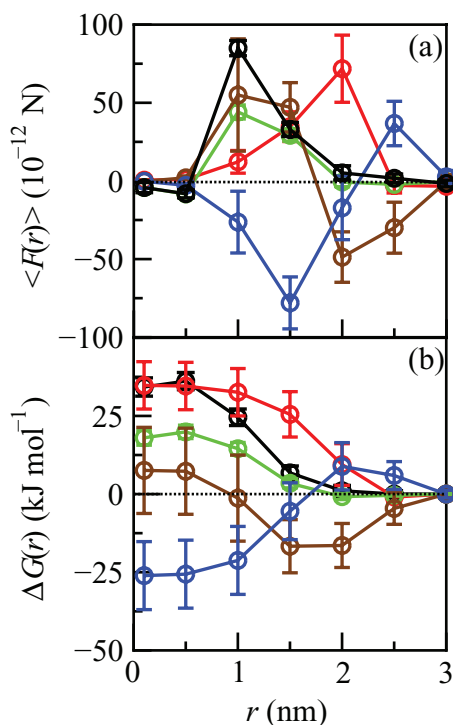 (a)
100
50
0
−50
−100
<F(r)> (10⁻¹² N)
(b)
25
0
−25
−50
ΔG(r) (kJ mol⁻¹)
0 1 2 3
r (nm)